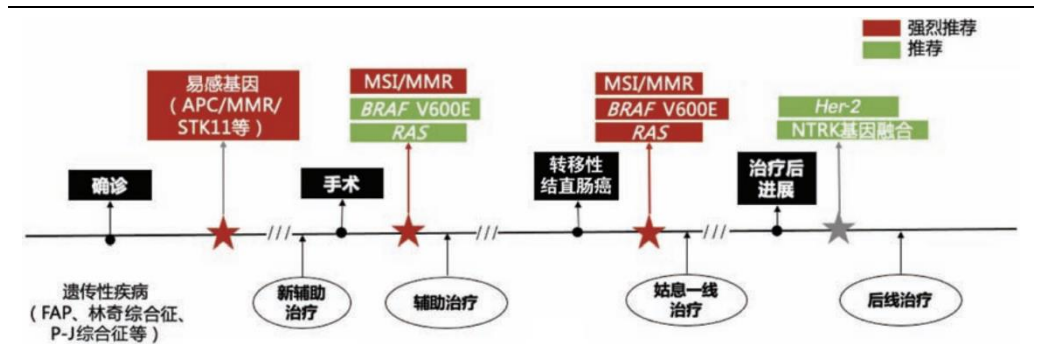 强烈推荐
推荐
易感基因
（APC/MMR/
STK11等）
MSI/MMR
BRAF V600E
RAS
MSI/MMR
BRAF V600E
RAS
Her-2
NTRK基因融合
确诊
手术
转移性
结直肠癌
治疗后
进展
新辅助
治疗
辅助治疗
姑息一线
治疗
后线治疗
遗传性疾病
（FAP、林奇综合征、
P-J综合征等）